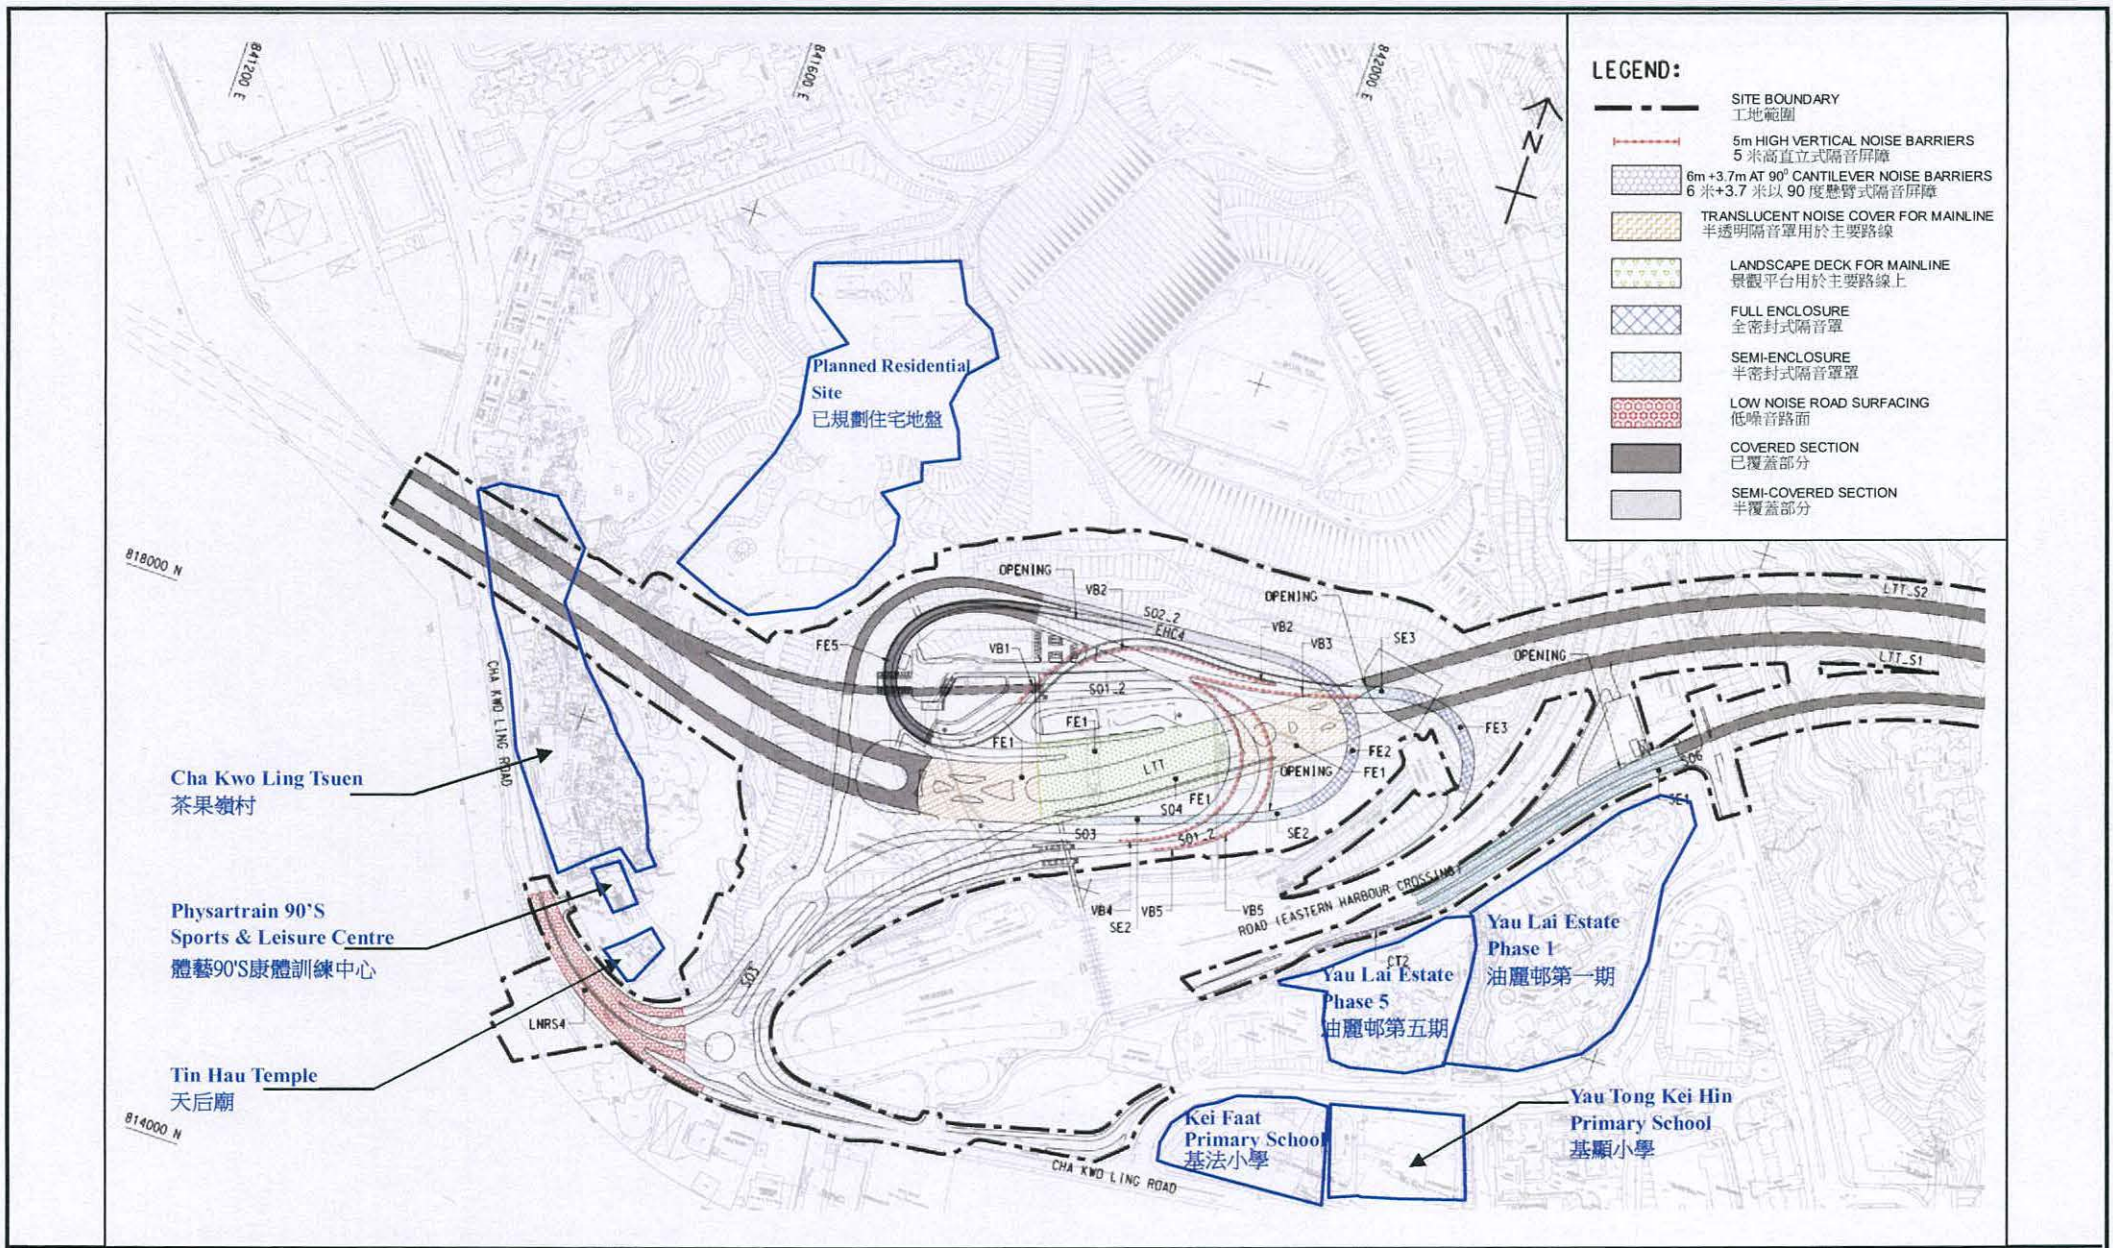 841200 E
841600 E
842000 E
N
LEGEND:
SITE BOUNDARY
工地範圍
5m HIGH VERTICAL NOISE BARRIERS
5 米高直立式隔音屏障
6m +3.7m AT 90⁰ CANTILEVER NOISE BARRIERS
6 米+3.7 米以 90 度懸臂式隔音屏障
TRANSLUCENT NOISE COVER FOR MAINLINE
半透明隔音罩用於主要路線
LANDSCAPE DECK FOR MAINLINE
景觀平台用於主要路線上
FULL ENCLOSURE
全密封式隔音罩
SEMI-ENCLOSURE
半密封式隔音罩罩
LOW NOISE ROAD SURFACING
低噪音路面
COVERED SECTION
已覆蓋部分
SEMI-COVERED SECTION
半覆蓋部分
Planned Residential
Site
已規劃住宅地盤
818000 N
OPENING
VB2
OPENING
S02_2
EHC4
VB2
VB3
SE3
LTT_S2
FE5
VB1
OPENING
LTT_S1
S01_2
FE1
FE1
FE3
FE2
LTT
OPENING
FE1
FE1
S04
S06
SE1
S03
S01_2
SE2
CHA KWO LING ROAD
Cha Kwo Ling Tsuen
茶果嶺村
VB4
VB5
VB5
SE2
ROAD (EASTERN HARBOUR CROSSING)
Physartrain 90'S
Sports & Leisure Centre
體藝90'S康體訓練中心
Yau Lai Estate
Phase 1
油麗邨第一期
CT2
Yau Lai Estate
Phase 5
油麗邨第五期
S03
LNRS4
Tin Hau Temple
天后廟
814000 N
Kei Faat
Primary School
基法小學
Yau Tong Kei Hin
Primary School
基顯小學
CHA KWO LING ROAD